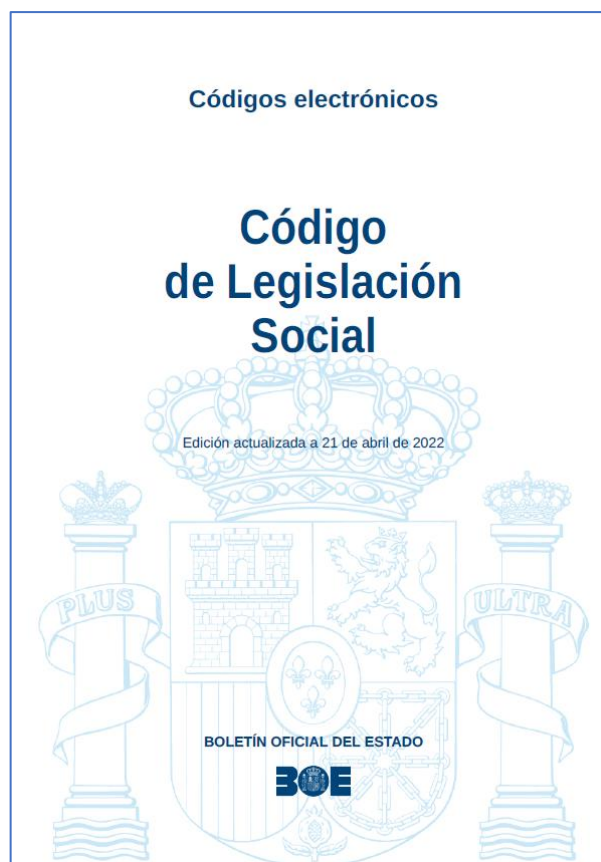 Códigos electrónicos
Código
de Legislación
Social
Edición actualizada a 21 de abril de 2022
PLUS
ULTRA
BOLETÍN OFICIAL DEL ESTADO
BOE